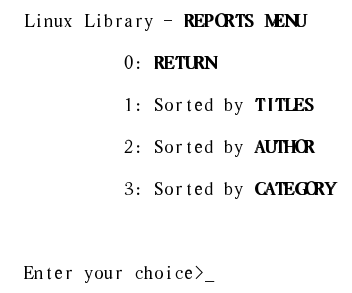 Linux Library - REPORTS MENU
0: RETURN
1: Sorted by TITLES
2: Sorted by AUTHOR
3: Sorted by CATEGORY
Enter your choice>_